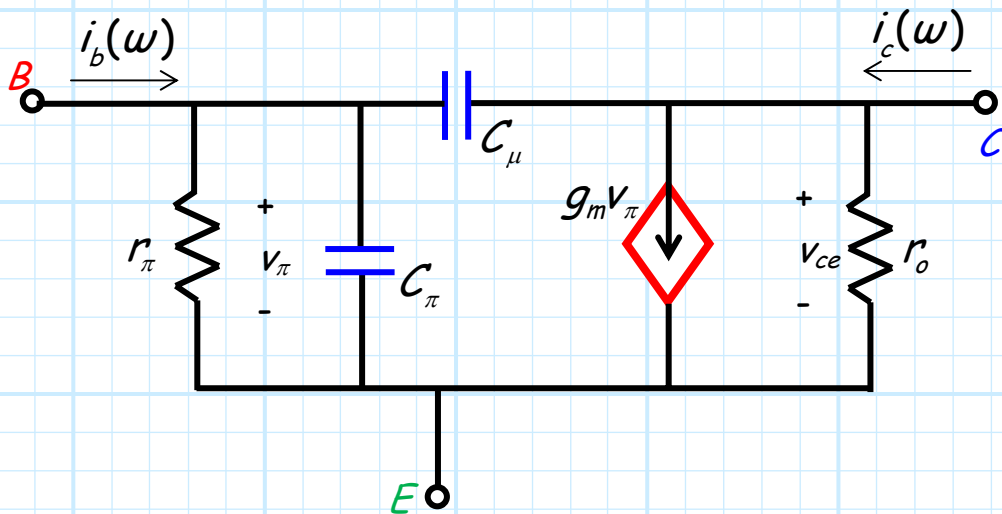 i_b(ω)
i_c(ω)
B
C
C_μ
g_m v_π
+
+
r_π
v_π
C_π
v_ce
r_o
-
-
E